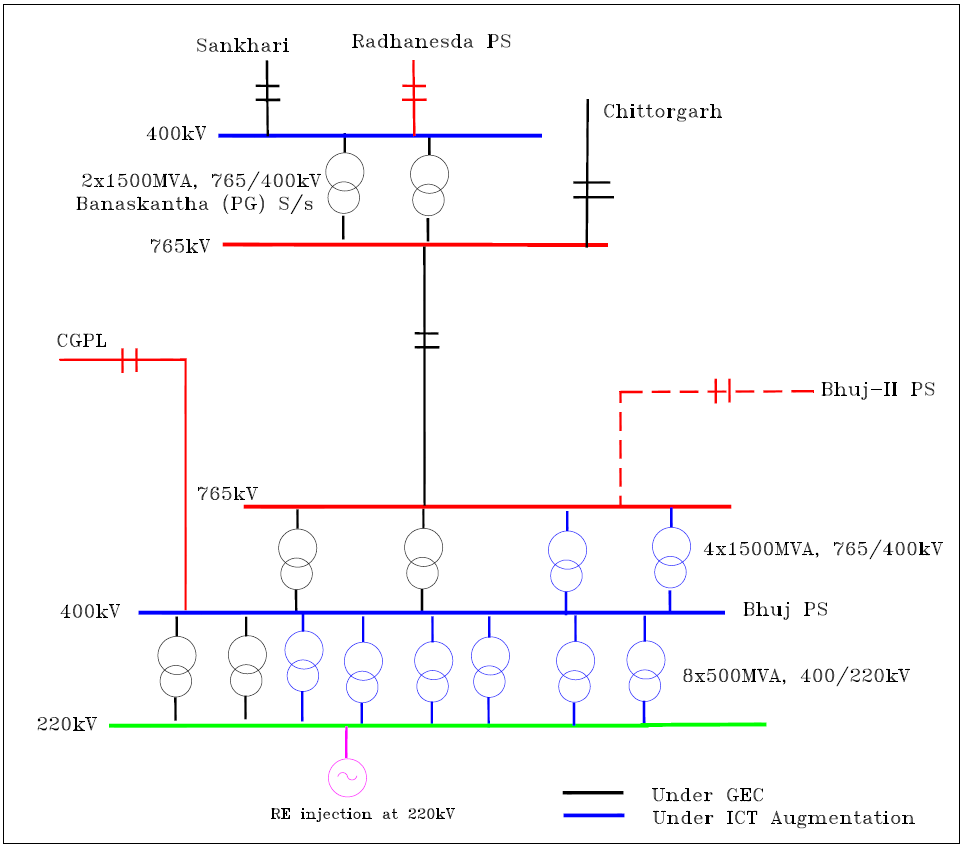 Sankhari
Radhanesda PS
Chittorgarh
400kV
2x1500MVA, 765/400kV
Banaskantha (PG) S/s
765kV
CGPL
Bhuj-II PS
765kV
4x1500MVA, 765/400kV
400kV
Bhuj PS
8x500MVA, 400/220kV
220kV
RE injection at 220kV
Under GEC
Under ICT Augmentation